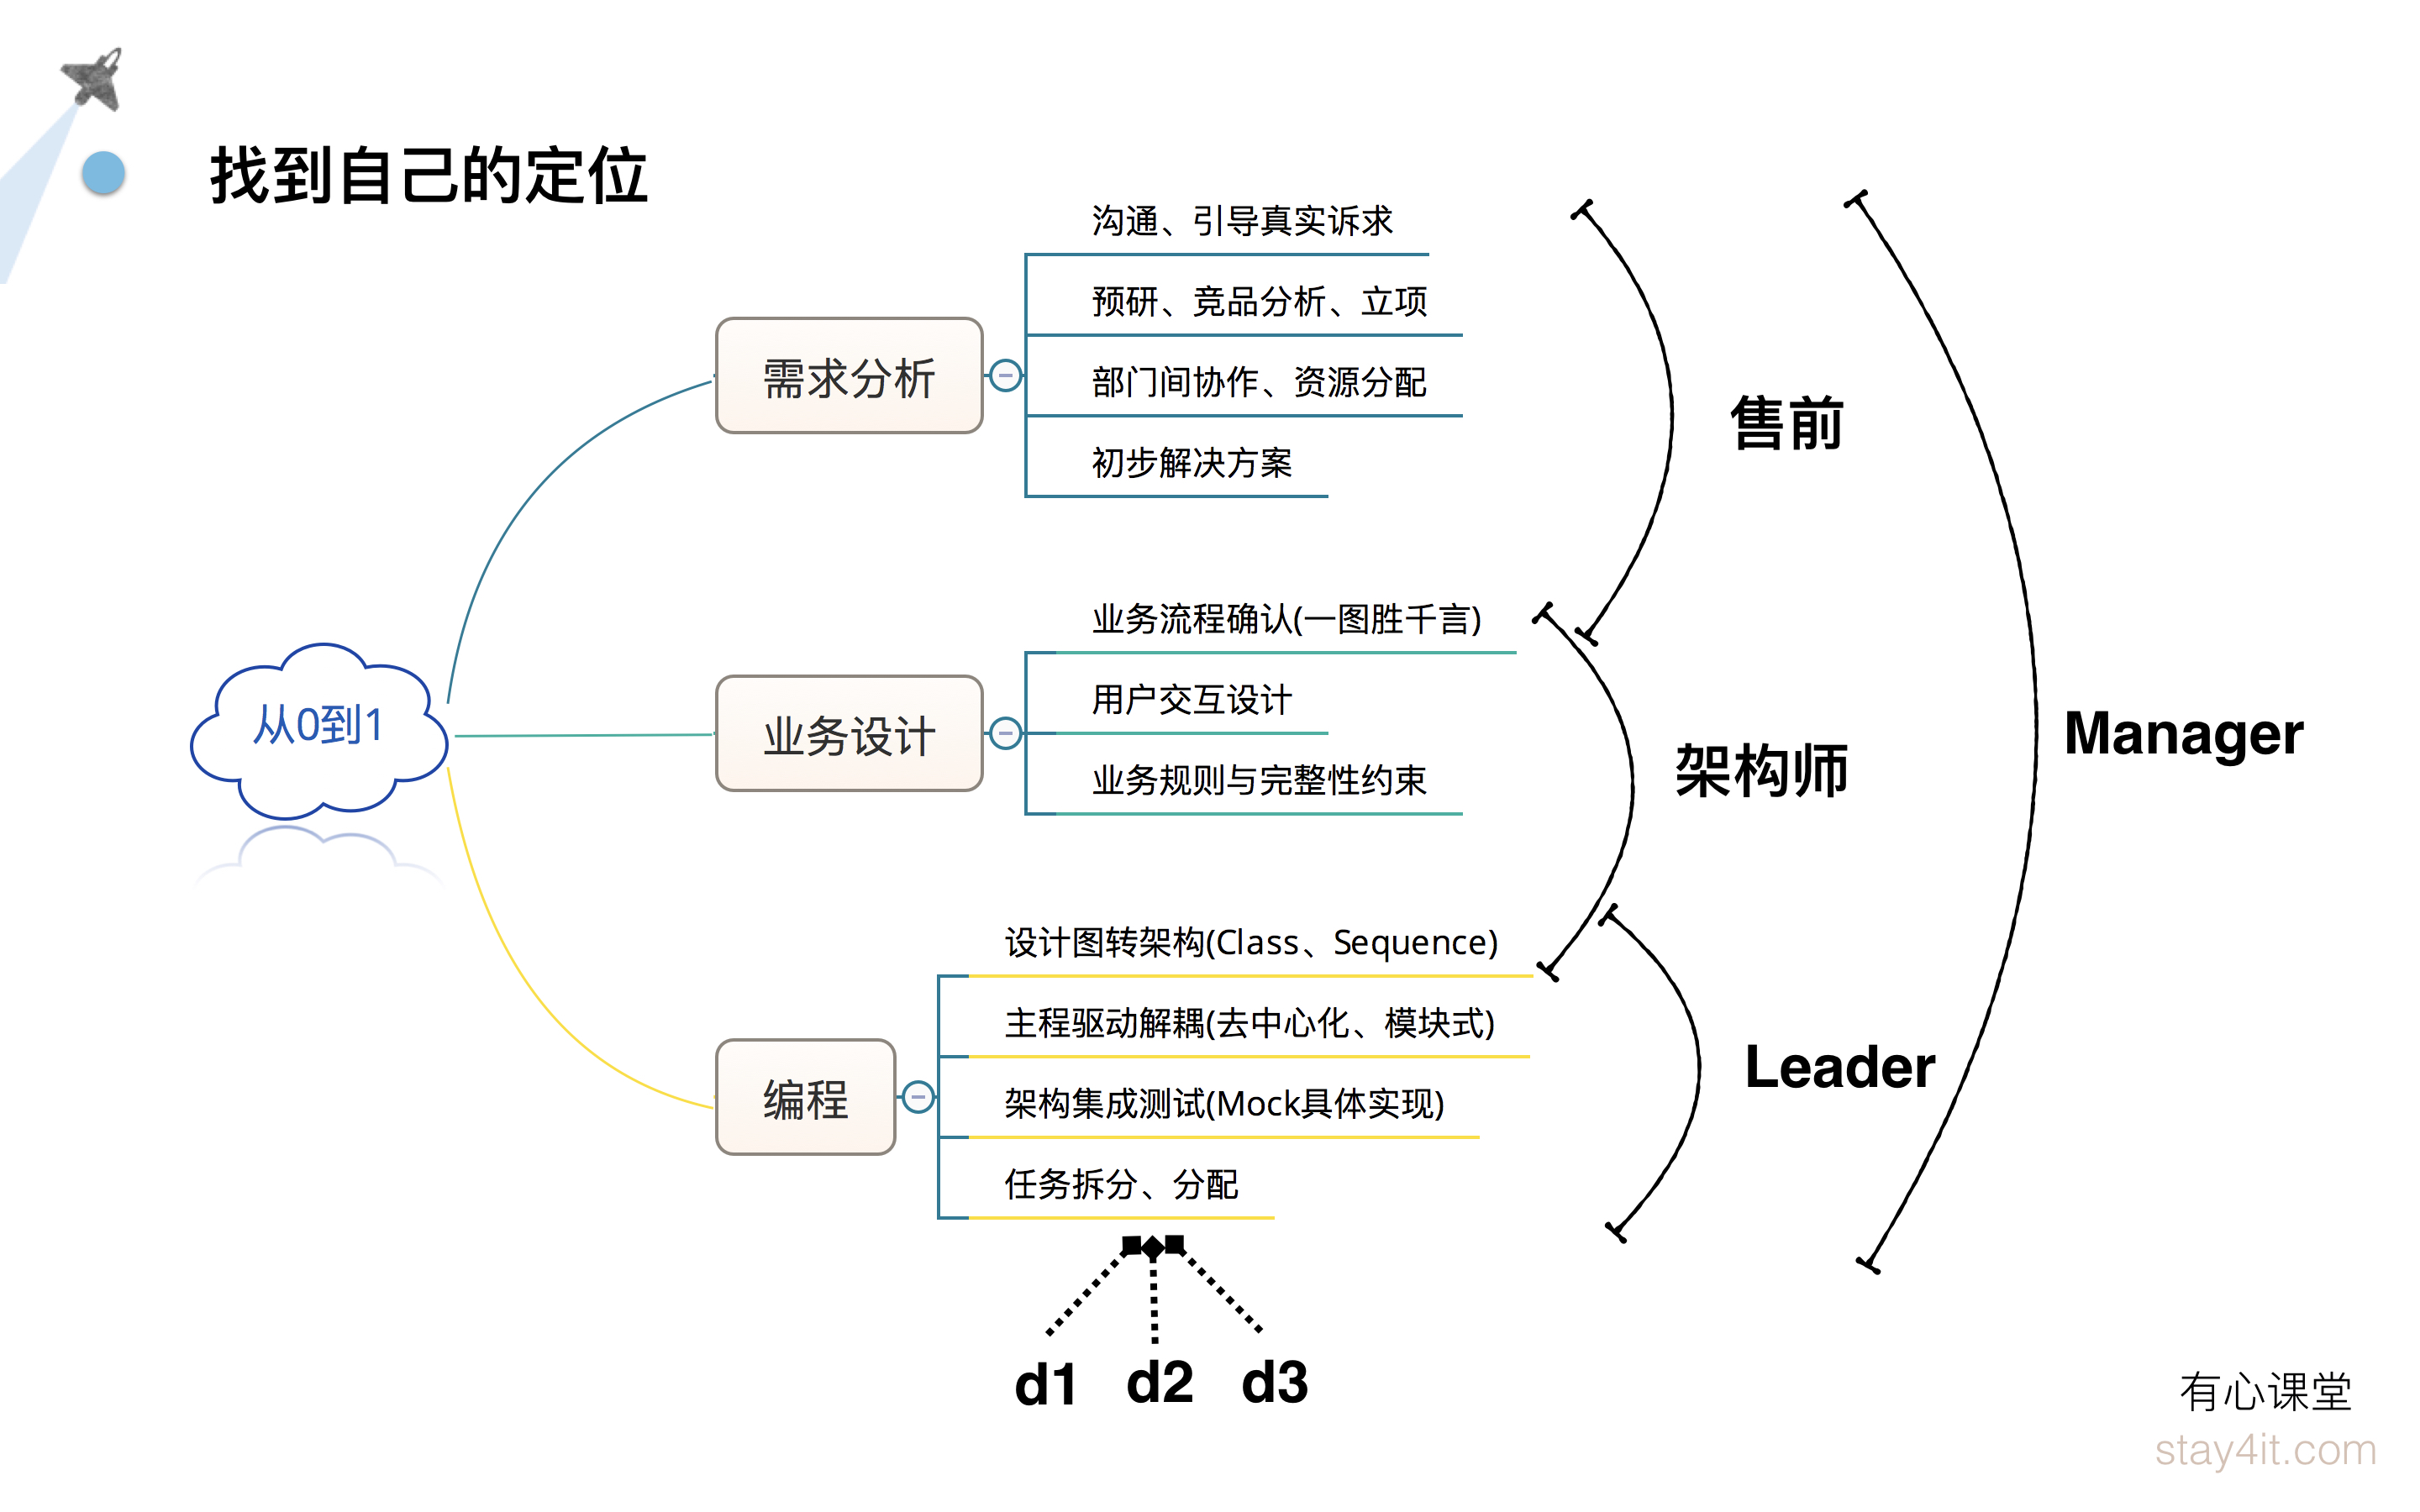 找到自己的定位
从0到1
需求分析
沟通、引导真实诉求
预研、竞品分析、立项
部门间协作、资源分配
初步解决方案
业务设计
业务流程确认(一图胜千言)
用户交互设计
业务规则与完整性约束
编程
设计图转架构(Class、Sequence)
主程驱动解耦(去中心化、模块式)
架构集成测试(Mock具体实现)
任务拆分、分配
d1 d2 d3
售前
架构师
Leader
Manager
有心课堂
stay4it.com